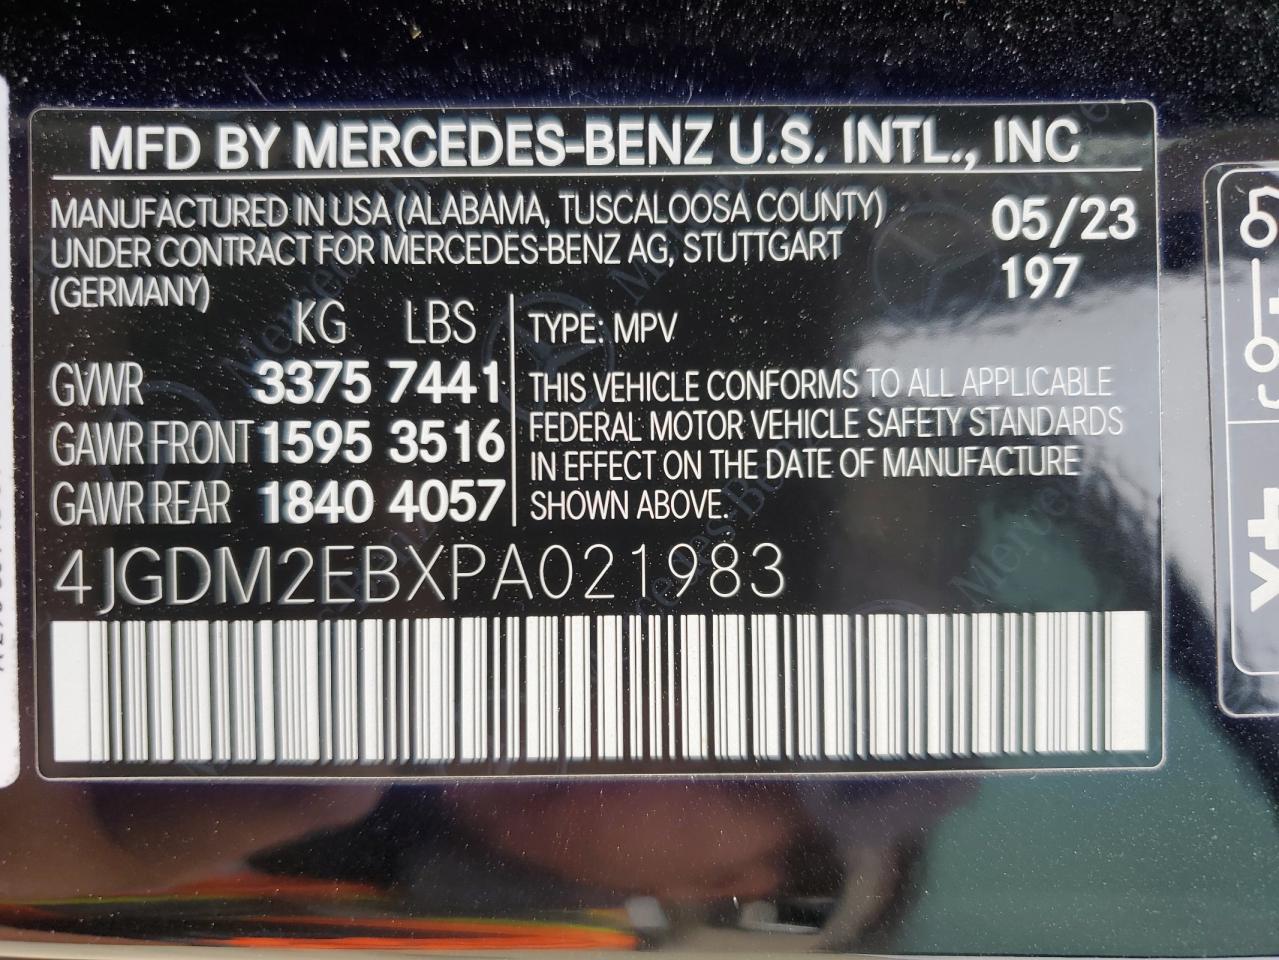 MFD BY MERCEDES-BENZ U.S. INTL., INC
MANUFACTURED IN USA (ALABAMA, TUSCALOOSA COUNTY)
UNDER CONTRACT FOR MERCEDES-BENZ AG, STUTTGART
(GERMANY)
05/23
197
KG LBS
GVWR 3375 7441
GAWR FRONT 1595 3516
GAWR REAR 1840 4057
TYPE: MPV
THIS VEHICLE CONFORMS TO ALL APPLICABLE
FEDERAL MOTOR VEHICLE SAFETY STANDARDS
IN EFFECT ON THE DATE OF MANUFACTURE
SHOWN ABOVE.
4JGDM2EBXPA021983